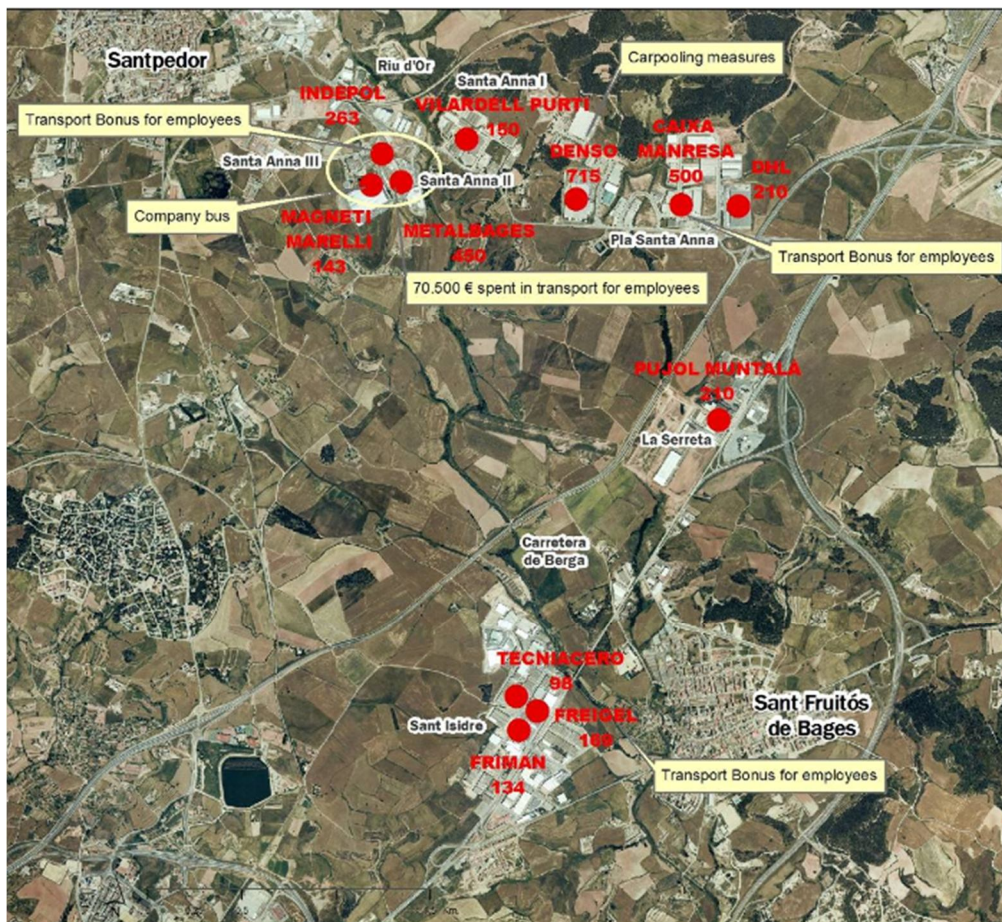 Santpedor
Riu d'Or
Carpooling measures
Santa Anna I
INDEPOL
263
VILARDELL PURTI
150
Transport Bonus for employees
CAIXA
MANRESA
500
DENSO
715
DHL
210
Santa Anna III
Santa Anna II
Company bus
MAGNETI
MARELLI
143
METALBAGES
450
Pla Santa Anna
Transport Bonus for employees
70.500 € spent in transport for employees
PUJOL MUNTALÀ
210
La Serreta
Carretera
de Berga
TECNIACERO
98
Sant Fruitós
de Bages
FREIGEL
Sant Isidre
FRIMAN
134
Transport Bonus for employees